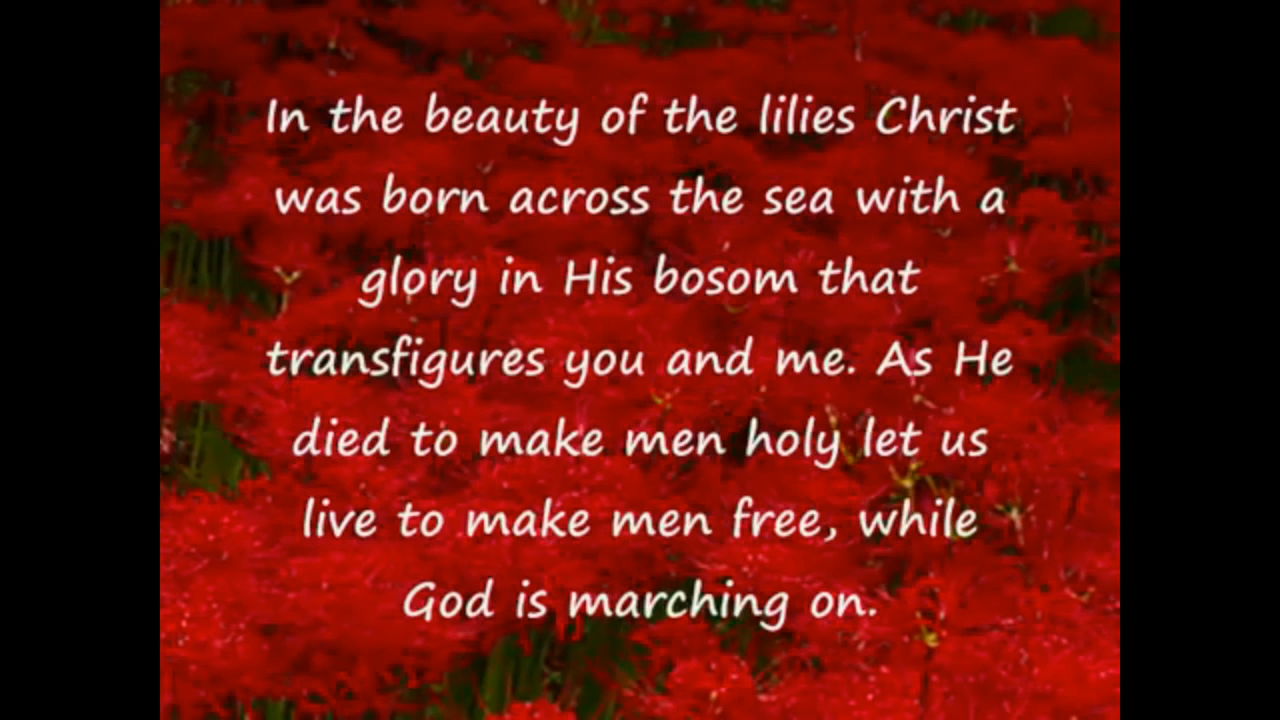 In the beauty of the lilies Christ
was born across the sea with a
glory in His bosom that
transfigures you and me. As He
died to make men holy let us
live to make men free, while
God is marching on.